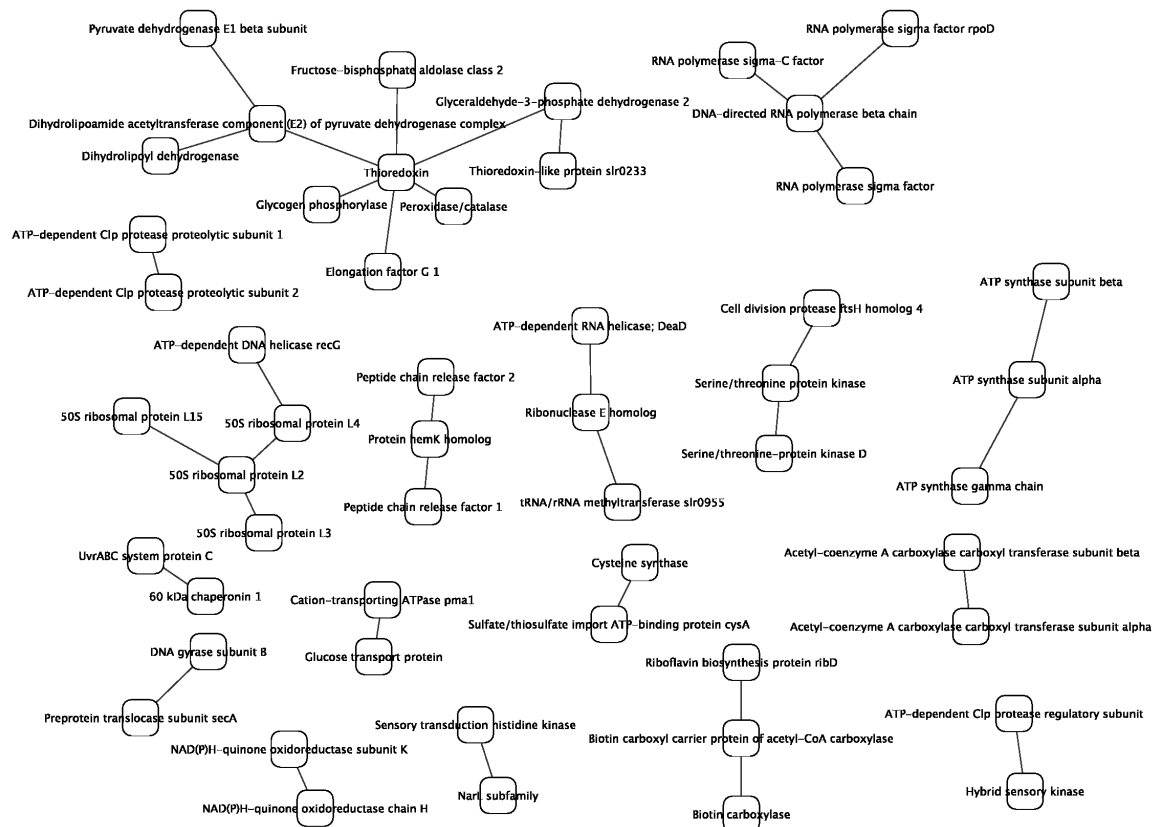 Pyruvate dehydrogenase E1 beta subunit
RNA polymerase sigma factor rpoD
RNA polymerase sigma-C factor
Fructose-bisphosphate aldolase class 2
Glyceraldehyde-3-phosphate dehydrogenase 2
DNA-directed RNA polymerase beta chain
Dihydrolipoamide acetyltransferase component (E2) of pyruvate dehydrogenase complex
Dihydrolipoyl dehydrogenase
Thioredoxin
Thioredoxin-like protein slr0233
RNA polymerase sigma factor
Glycogen phosphorylase
Peroxidase/catalase
ATP-dependent Clp protease proteolytic subunit 1
Elongation factor G 1
ATP-dependent Clp protease proteolytic subunit 2
ATP synthase subunit beta
Cell division protease ftsH homolog 4
ATP-dependent RNA helicase; DeaD
ATP-dependent DNA helicase recG
Peptide chain release factor 2
Serine/threonine protein kinase
ATP synthase subunit alpha
50S ribosomal protein L15
50S ribosomal protein L4
Ribonuclease E homolog
Protein hemK homolog
Serine/threonine-protein kinase D
50S ribosomal protein L2
ATP synthase gamma chain
Peptide chain release factor 1
tRNA/rRNA methyltransferase slr0955
50S ribosomal protein L3
UvrABC system protein C
Acetyl-coenzyme A carboxylase carboxyl transferase subunit beta
Cysteine synthase
60 kDa chaperonin 1
Cation-transporting ATPase pma1
Sulfate/thiosulfate import ATP-binding protein cysA
Acetyl-coenzyme A carboxylase carboxyl transferase subunit alpha
DNA gyrase subunit B
Glucose transport protein
Riboflavin biosynthesis protein ribD
Preprotein translocase subunit secA
Sensory transduction histidine kinase
ATP-dependent Clp protease regulatory subunit
NAD(P)H-quinone oxidoreductase subunit K
Biotin carboxyl carrier protein of acetyl-CoA carboxylase
NarL subfamily
Hybrid sensory kinase
NAD(P)H-quinone oxidoreductase chain H
Biotin carboxylase